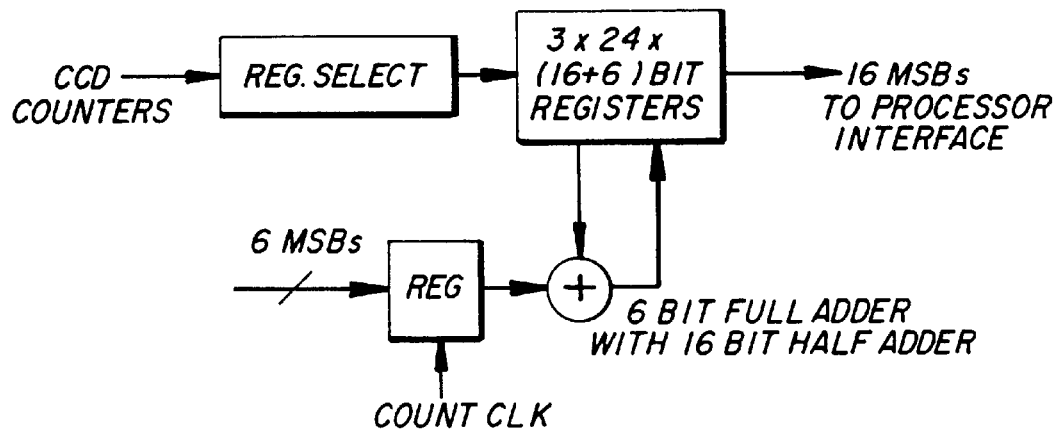 CCD
COUNTERS
REG. SELECT
3 x 24 x
(16+6) BIT
REGISTERS
16 MSBs
TO PROCESSOR
INTERFACE
6 MSBs
REG
+
6 BIT FULL ADDER
WITH 16 BIT HALF ADDER
COUNT CLK